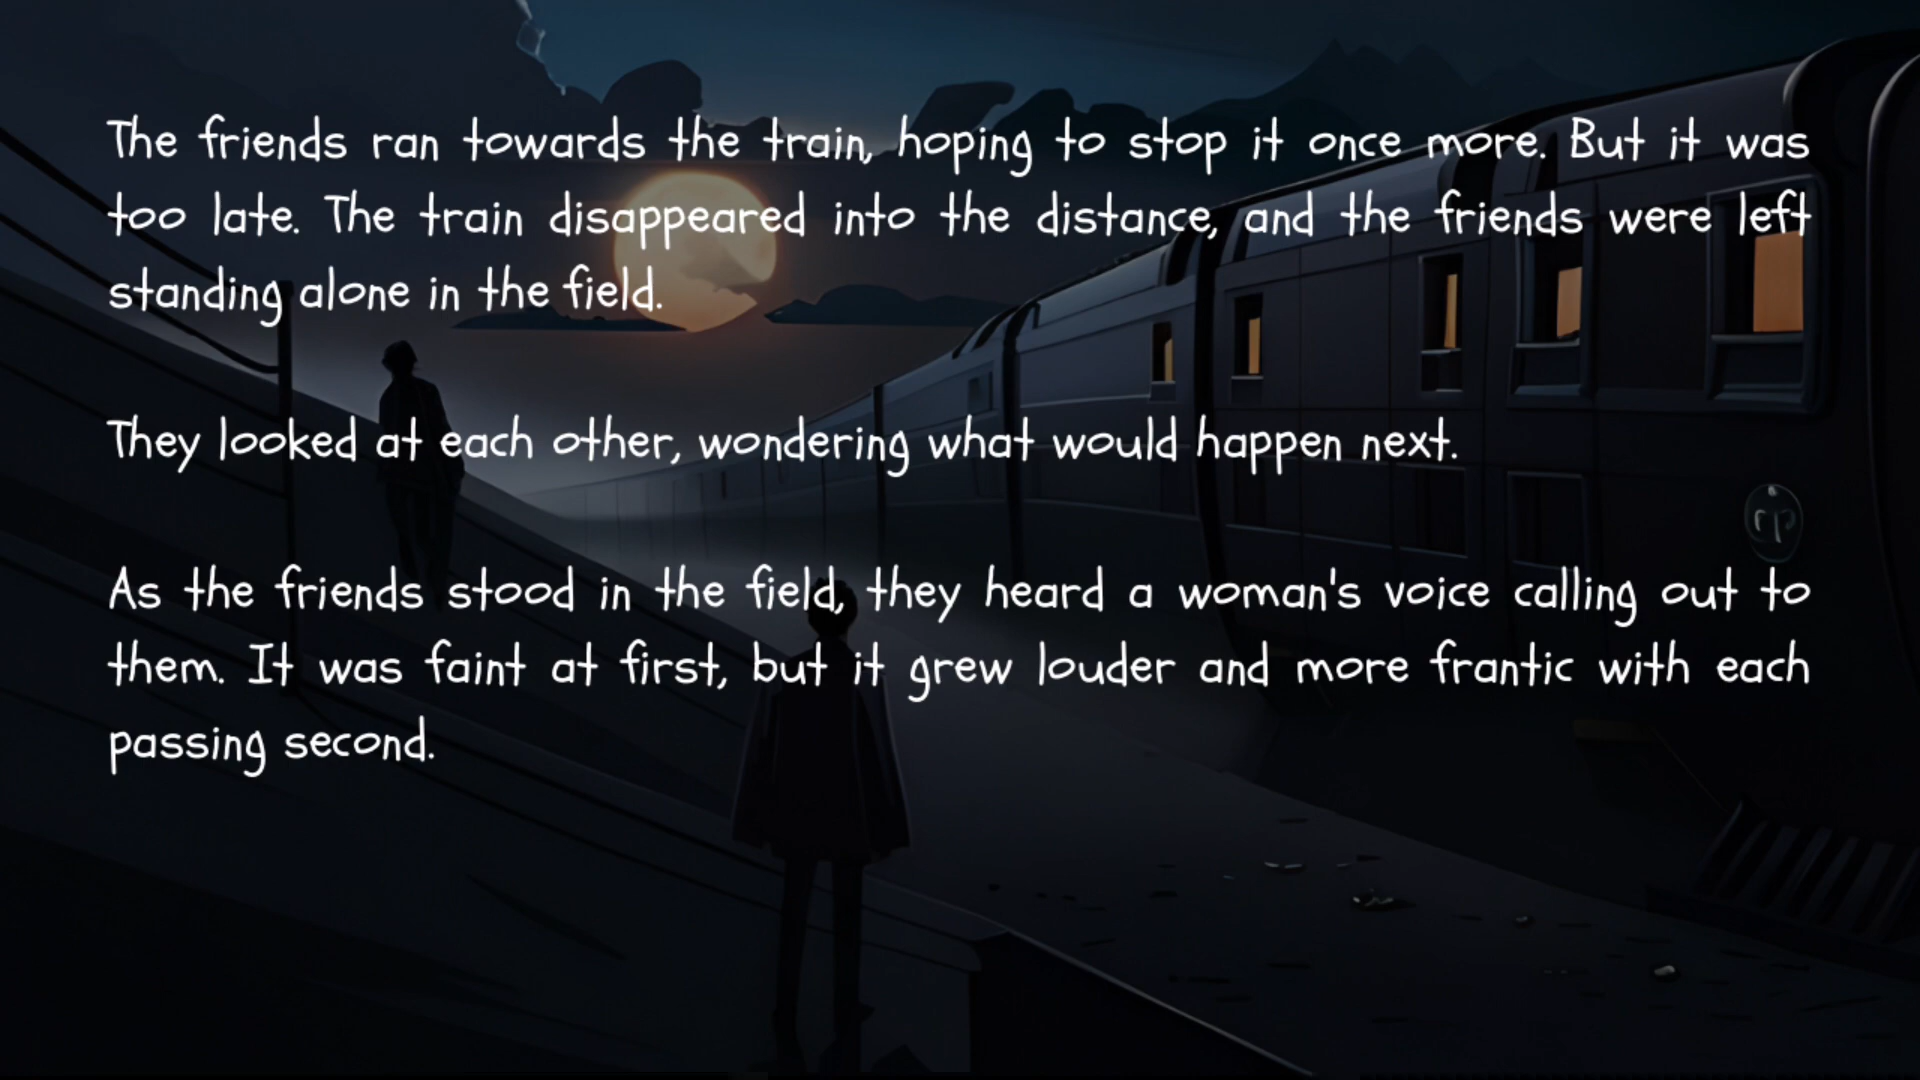 The friends ran towards the train, hoping to stop it once more. But it was
too late. The train disappeared into the distance, and the friends were left
standing alone in the field.
They looked at each other, wondering what would happen next.
As the friends stood in the field, they heard a woman's voice calling out to
them. It was faint at first, but it grew louder and more frantic with each
passing second.